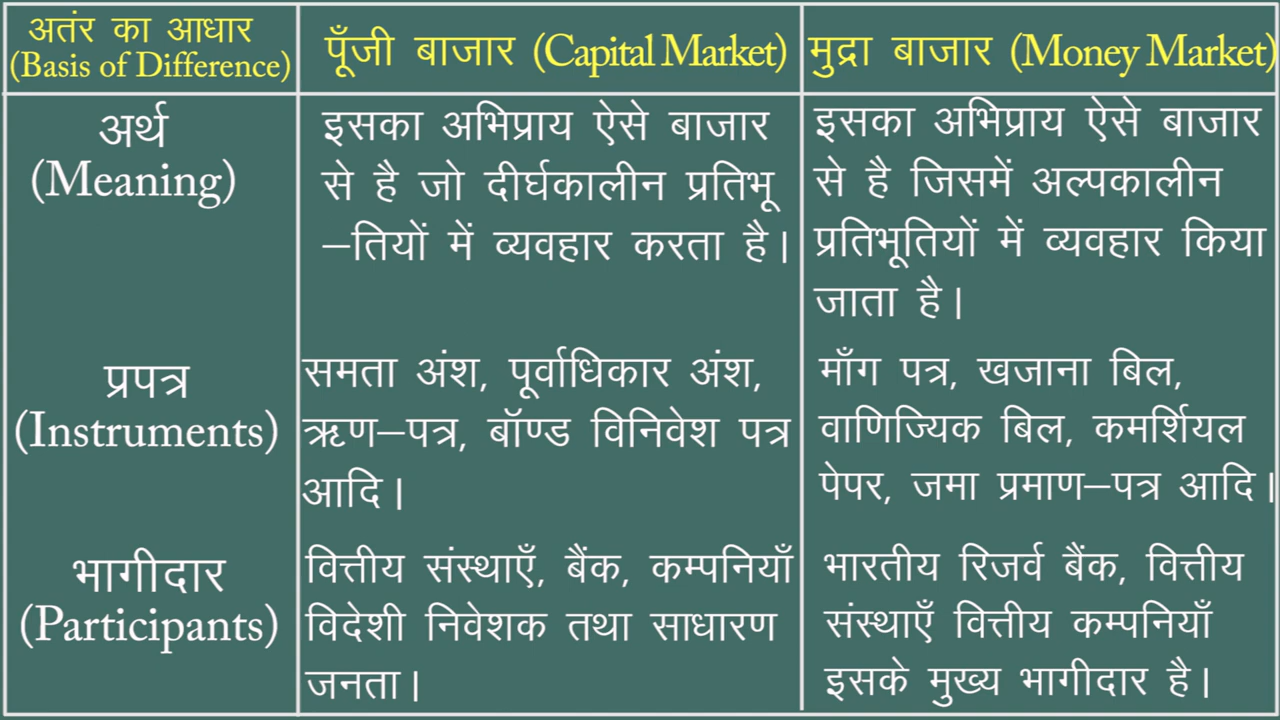 अतंर का आधार
(Basis of Difference)
पूँजी बाजार (Capital Market)
मुद्रा बाजार (Money Market)
अर्थ
(Meaning)
इसका अभिप्राय ऐसे बाजार
से है जो दीर्घकालीन प्रतिभू
–तियों में व्यवहार करता है।
इसका अभिप्राय ऐसे बाजार
से है जिसमें अल्पकालीन
प्रतिभूतियों में व्यवहार किया
जाता है।
प्रपत्र
(Instruments)
समता अंश, पूर्वाधिकार अंश,
ऋण–पत्र, बॉण्ड विनिवेश पत्र
आदि।
माँग पत्र, खजाना बिल,
वाणिज्यिक बिल, कमर्शियल
पेपर, जमा प्रमाण–पत्र आदि।
भागीदार
(Participants)
वित्तीय संस्थाएँ, बैंक, कम्पनियाँ
विदेशी निवेशक तथा साधारण
जनता।
भारतीय रिजर्व बैंक, वित्तीय
संस्थाएँ वित्तीय कम्पनियाँ
इसके मुख्य भागीदार है।